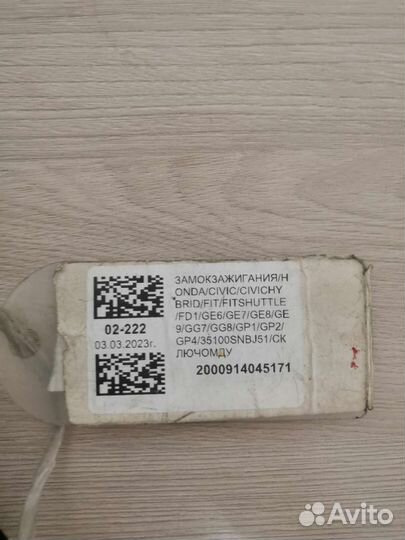 ЗАМОКЗАЖИГАНИЯ/H
ONDA/CIVIC/CIVICHY
BRID/FIT/FITSHUTTLE
/FD1/GE6/GE7/GE8/GE
9/GG7/GG8/GP1/GP2/
GP4/35100SNBJ51/СК
ЛЮЧОМДУ
02-222
03.03.2023г.
2000914045171
Avito